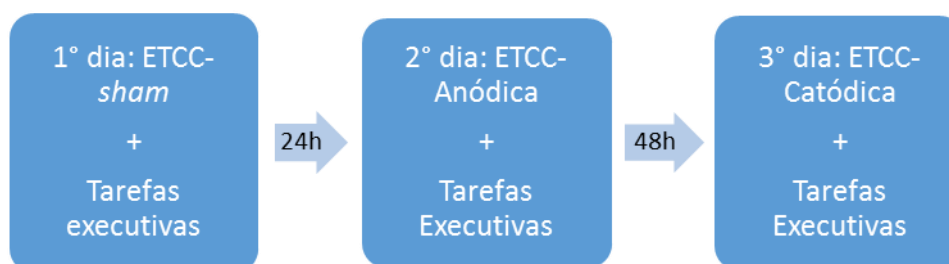 1° dia: ETCC-
sham
+
Tarefas
executivas
24h
2° dia: ETCC-
Anódica
+
Tarefas
Executivas
48h
3° dia: ETCC-
Catódica
+
Tarefas
Executivas